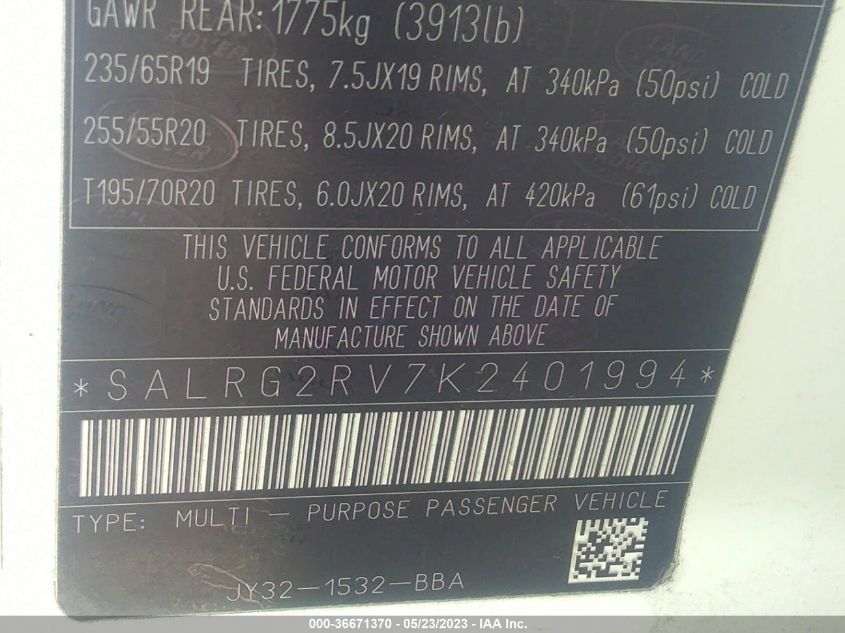 GAWR REAR: 1775kg (3913lb)
235/65R19 TIRES, 7.5JX19 RIMS, AT 340kPa (50psi) COLD
255/55R20 TIRES, 8.5JX20 RIMS, AT 340kPa (50psi) COLD
T195/70R20 TIRES, 6.0JX20 RIMS, AT 420kPa (61psi) COLD
THIS VEHICLE CONFORMS TO ALL APPLICABLE
U.S. FEDERAL MOTOR VEHICLE SAFETY
STANDARDS IN EFFECT ON THE DATE OF
MANUFACTURE SHOWN ABOVE
*SALRG2RV7K2401994*
TYPE: MULTI - PURPOSE PASSENGER VEHICLE
JY32-1532-BBA
000-36671370 - 05/23/2023 - IAA Inc.